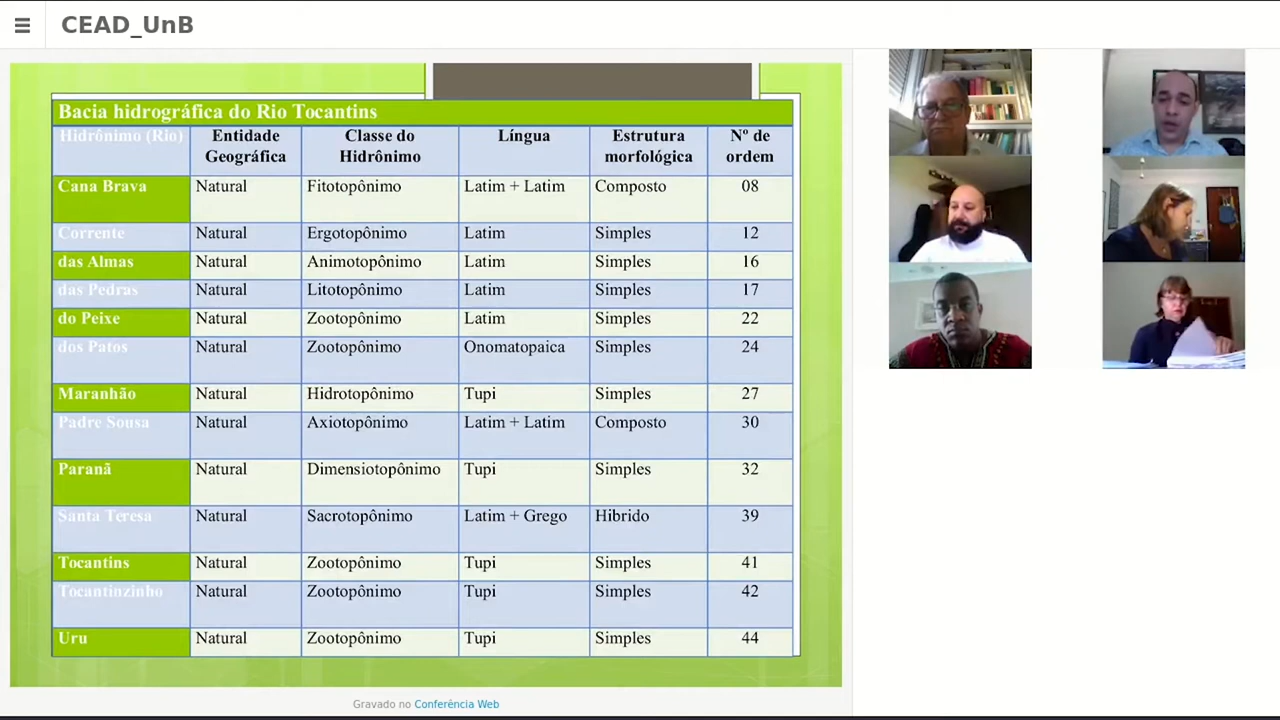 CEAD_UnB
Bacia hidrográfica do Rio Tocantins
Hidrônimo (Rio) Entidade Geográfica Classe do Hidrônimo Língua Estrutura morfológica Nº de ordem
Cana Brava Natural Fitotopônimo Latim + Latim Composto 08
Corrente Natural Ergotopônimo Latim Simples 12
das Almas Natural Animotopônimo Latim Simples 16
das Pedras Natural Litotopônimo Latim Simples 17
do Peixe Natural Zootopônimo Latim Simples 22
dos Patos Natural Zootopônimo Onomatopaica Simples 24
Maranhão Natural Hidrotopônimo Tupi Simples 27
Padre Sousa Natural Axiotopônimo Latim + Latim Composto 30
Paranã Natural Dimensiotopônimo Tupi Simples 32
Santa Teresa Natural Sacrotopônimo Latim + Grego Hibrido 39
Tocantins Natural Zootopônimo Tupi Simples 41
Tocantinzinho Natural Zootopônimo Tupi Simples 42
Uru Natural Zootopônimo Tupi Simples 44
Gravado no Conferência Web